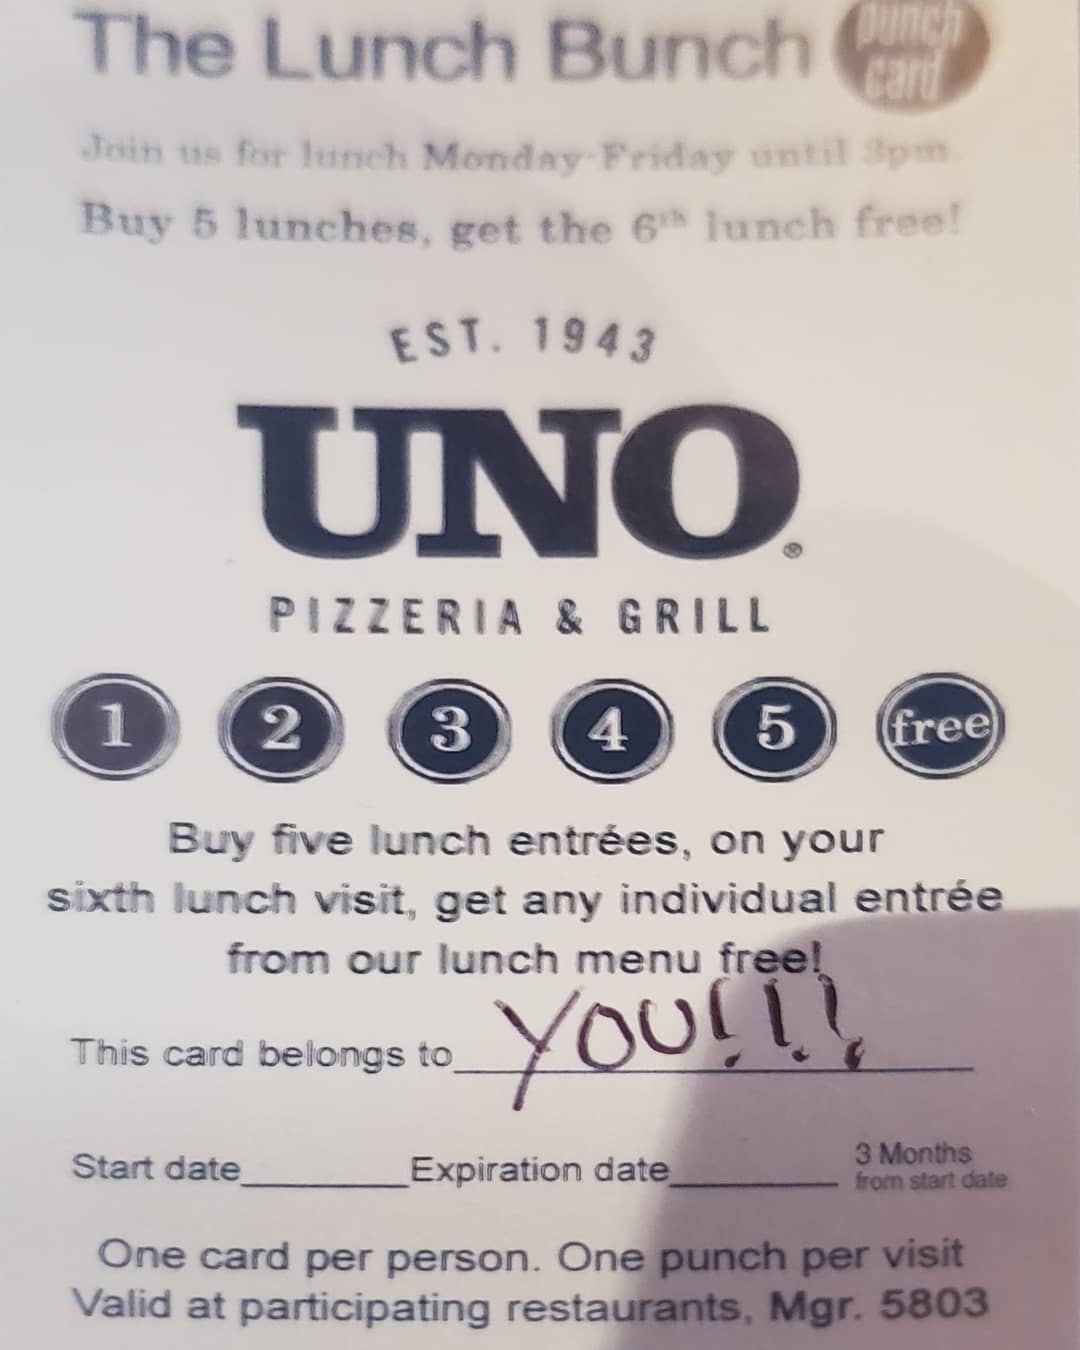 The Lunch Bunch punch card
Join us for lunch Monday-Friday until 3pm.
Buy 5 lunches, get the 6th lunch free!
EST. 1943
UNO®
PIZZERIA & GRILL
1 2 3 4 5 free
Buy five lunch entrées, on your
sixth lunch visit, get any individual entrée
from our lunch menu free!
This card belongs to YOU!!!
Start date Expiration date 3 Months
from start date
One card per person. One punch per visit
Valid at participating restaurants, Mgr. 5803